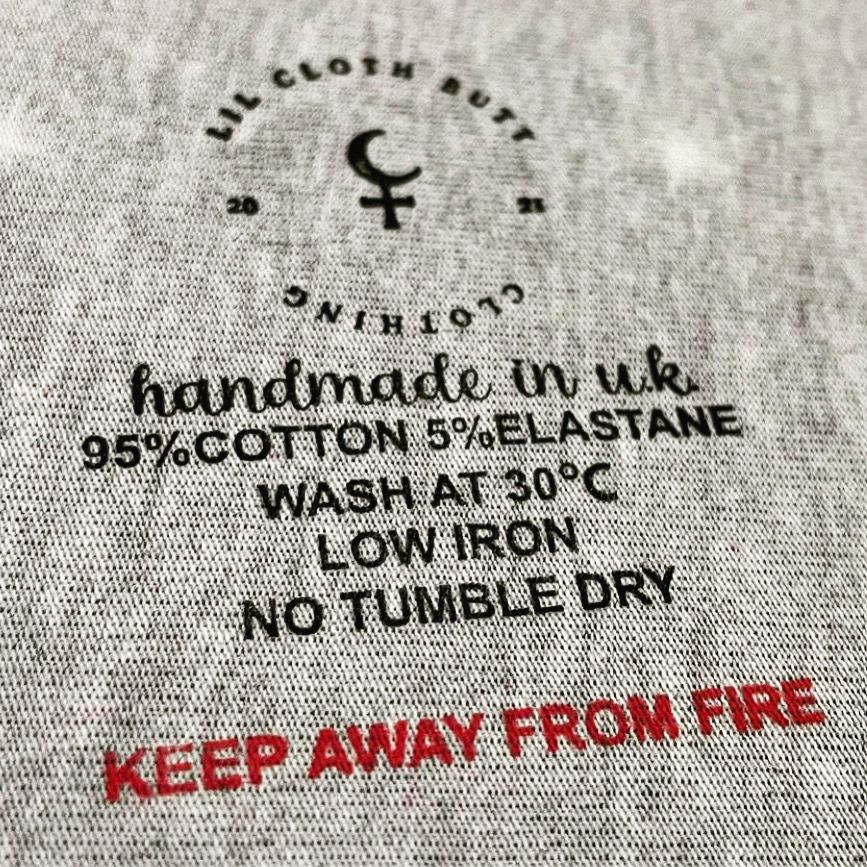 LIL CLOTH BUTT
20 21
CLOTHING
handmade in u.k.
95%COTTON 5%ELASTANE
WASH AT 30°C
LOW IRON
NO TUMBLE DRY
KEEP AWAY FROM FIRE